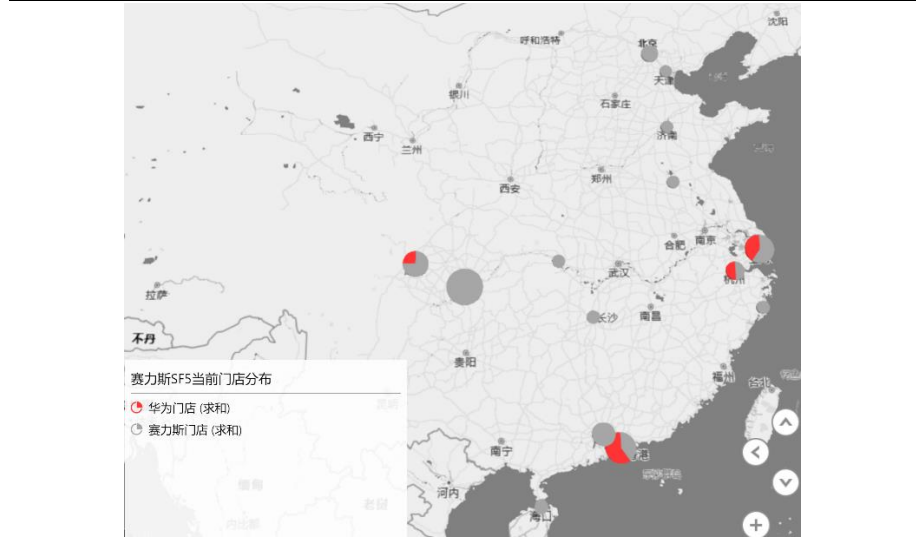 沈阳
呼和浩特
北京
天津
银川
石家庄
济南
西宁
兰州
郑州
西安
合肥
南京
武汉
杭州
拉萨
长沙
南昌
不丹
贵阳
福州
台北
赛力斯SF5当前门店分布
华为门店 (求和)
赛力斯门店 (求和)
南宁
港
河内
海口